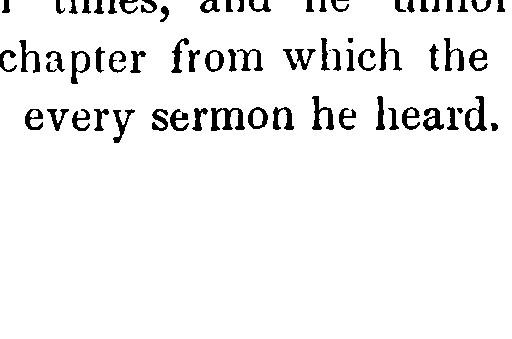 times, and he
chapter from which the
every sermon he heard.